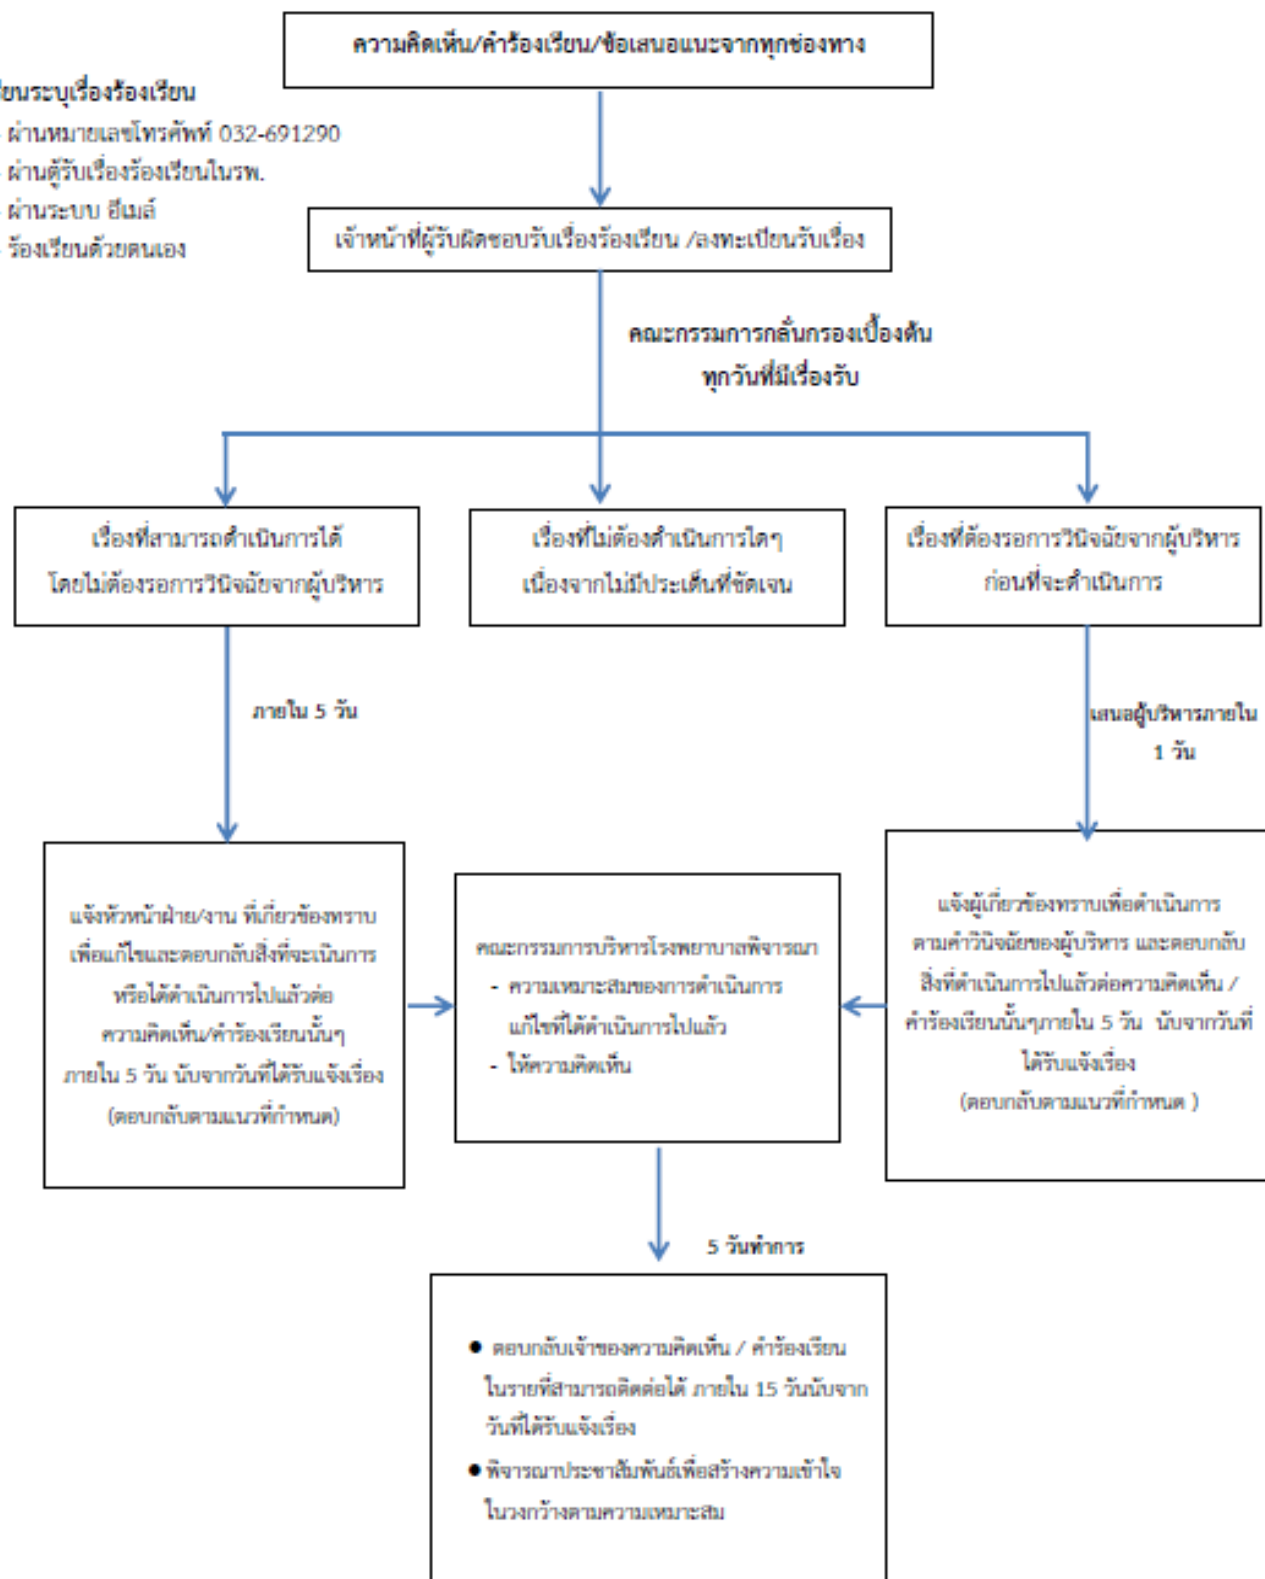 ความคิดเห็น/คำร้องเรียน/ข้อเสนอแนะจากทุกช่องทาง
ยนระบุเรื่องร้องเรียน
- ผ่านหมายเลขโทรศัพท์ 032-691290
- ผ่านตู้รับเรื่องร้องเรียนในรพ.
- ผ่านระบบ อีเมล์
- ร้องเรียนด้วยตนเอง
เจ้าหน้าที่ผู้รับผิดชอบรับเรื่องร้องเรียน /ลงทะเบียนรับเรื่อง
คณะกรรมการกลั่นกรองเบื้องต้น
ทุกวันที่มีเรื่องรับ
เรื่องที่สามารถดำเนินการได้
โดยไม่ต้องรอการวินิจฉัยจากผู้บริหาร
เรื่องที่ไม่ต้องดำเนินการใดๆ
เนื่องจากไม่มีประเด็นที่ชัดเจน
เรื่องที่ต้องรอการวินิจฉัยจากผู้บริหาร
ก่อนที่จะดำเนินการ
ภายใน 5 วัน
เสนอผู้บริหารภายใน
1 วัน
แจ้งหัวหน้าฝ่าย/งาน ที่เกี่ยวข้องทราบ
เพื่อแก้ไขและตอบกลับสิ่งที่จะเนินการ
หรือได้ดำเนินการไปแล้วต่อ
ความคิดเห็น/คำร้องเรียนนั้นๆ
ภายใน 5 วัน นับจากวันที่ได้รับแจ้งเรื่อง
(ตอบกลับตามแนวที่กำหนด)
คณะกรรมการบริหารโรงพยาบาลพิจารณา
- ความเหมาะสมของการดำเนินการ
แก้ไขที่ได้ดำเนินการไปแล้ว
- ให้ความคิดเห็น
แจ้งผู้เกี่ยวข้องทราบเพื่อดำเนินการ
ตามคำวินิจฉัยของผู้บริหาร และตอบกลับ
สิ่งที่ดำเนินการไปแล้วต่อความคิดเห็น /
คำร้องเรียนนั้นๆภายใน 5 วัน นับจากวันที่
ได้รับแจ้งเรื่อง
(ตอบกลับตามแนวที่กำหนด )
5 วันทำการ
● ตอบกลับเจ้าของความคิดเห็น / คำร้องเรียน
ในรายที่สามารถติดต่อได้ ภายใน 15 วันนับจาก
วันที่ได้รับแจ้งเรื่อง
● พิจารณาประชาสัมพันธ์เพื่อสร้างความเข้าใจ
ในวงกว้างตามความเหมาะสม